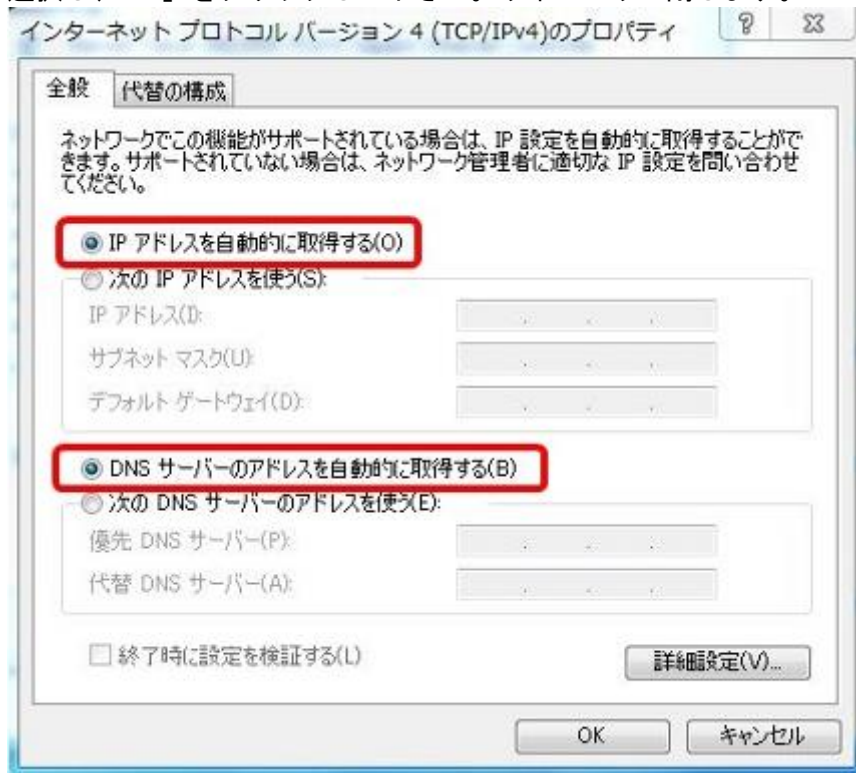 インターネット プロトコル バージョン 4 (TCP/IPv4)のプロパティ
全般 代替の構成
ネットワークでこの機能がサポートされている場合は、IP 設定を自動的に取得することがで
きます。サポートされていない場合は、ネットワーク管理者に適切な IP 設定を問い合わせ
てください。
IP アドレスを自動的に取得する(O)
次の IP アドレスを使う(S):
IP アドレス(I):
サブネット マスク(U):
デフォルト ゲートウェイ(D):
DNS サーバーのアドレスを自動的に取得する(B)
次の DNS サーバーのアドレスを使う(E):
優先 DNS サーバー(P):
代替 DNS サーバー(A):
終了時に設定を検証する(L)
詳細設定(V)...
OK キャンセル